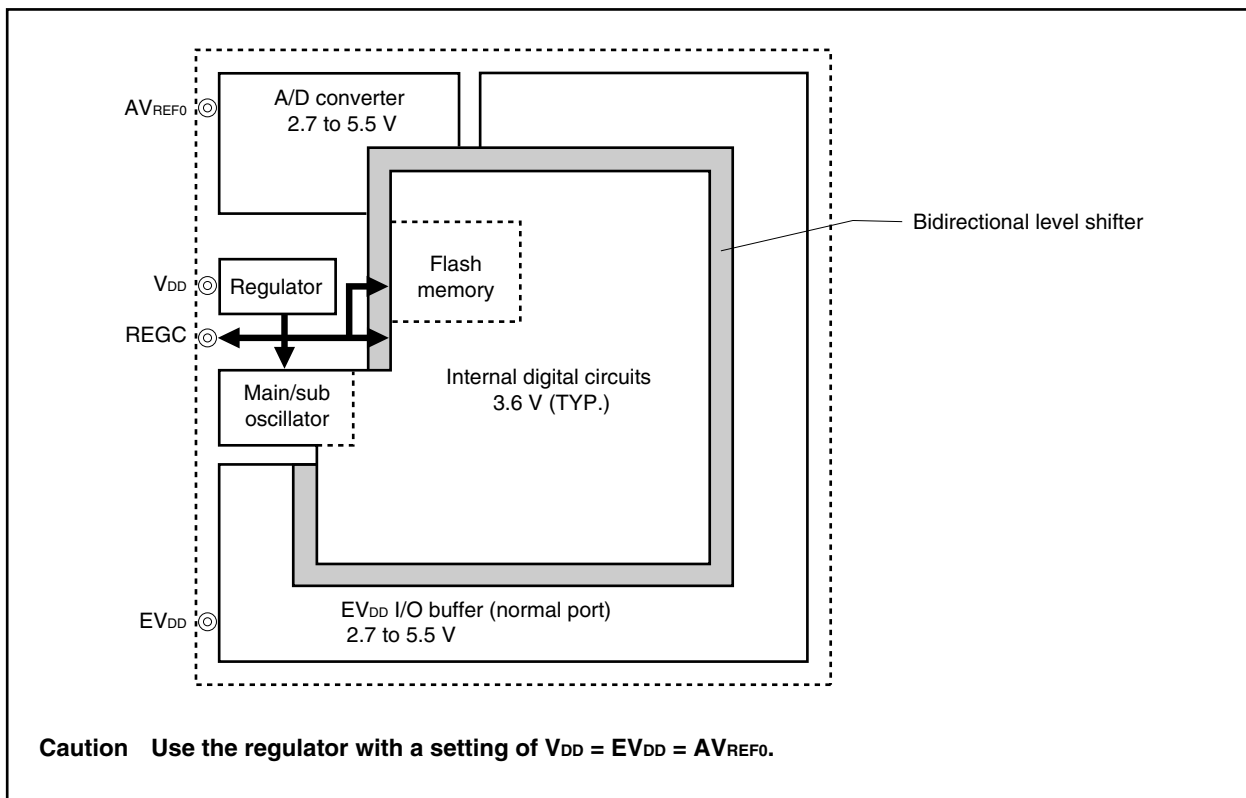 AVREF0
A/D converter
2.7 to 5.5 V
Bidirectional level shifter
Flash
memory
VDD
Regulator
REGC
Internal digital circuits
3.6 V (TYP.)
Main/sub
oscillator
EVDD I/O buffer (normal port)
2.7 to 5.5 V
EVDD
Caution Use the regulator with a setting of VDD = EVDD = AVREF0.